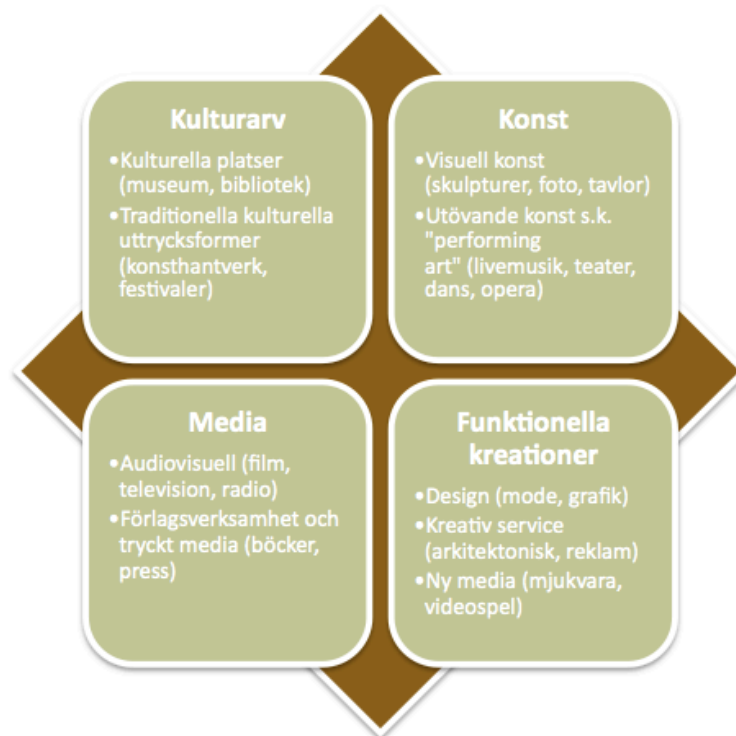 Kulturarv
•Kulturella platser
(museum, bibliotek)
•Traditionella kulturella
uttrycksformer
(konsthantverk,
festivaler)
Konst
•Visuell konst
(skulpturer, foto, tavlor)
•Utövande konst s.k.
"performing
art" (livemusik, teater,
dans, opera)
Media
•Audiovisuell (film,
television, radio)
•Förlagsverksamhet och
tryckt media (böcker,
press)
Funktionella
kreationer
•Design (mode, grafik)
•Kreativ service
(arkitektonisk, reklam)
•Ny media (mjukvara,
videospel)